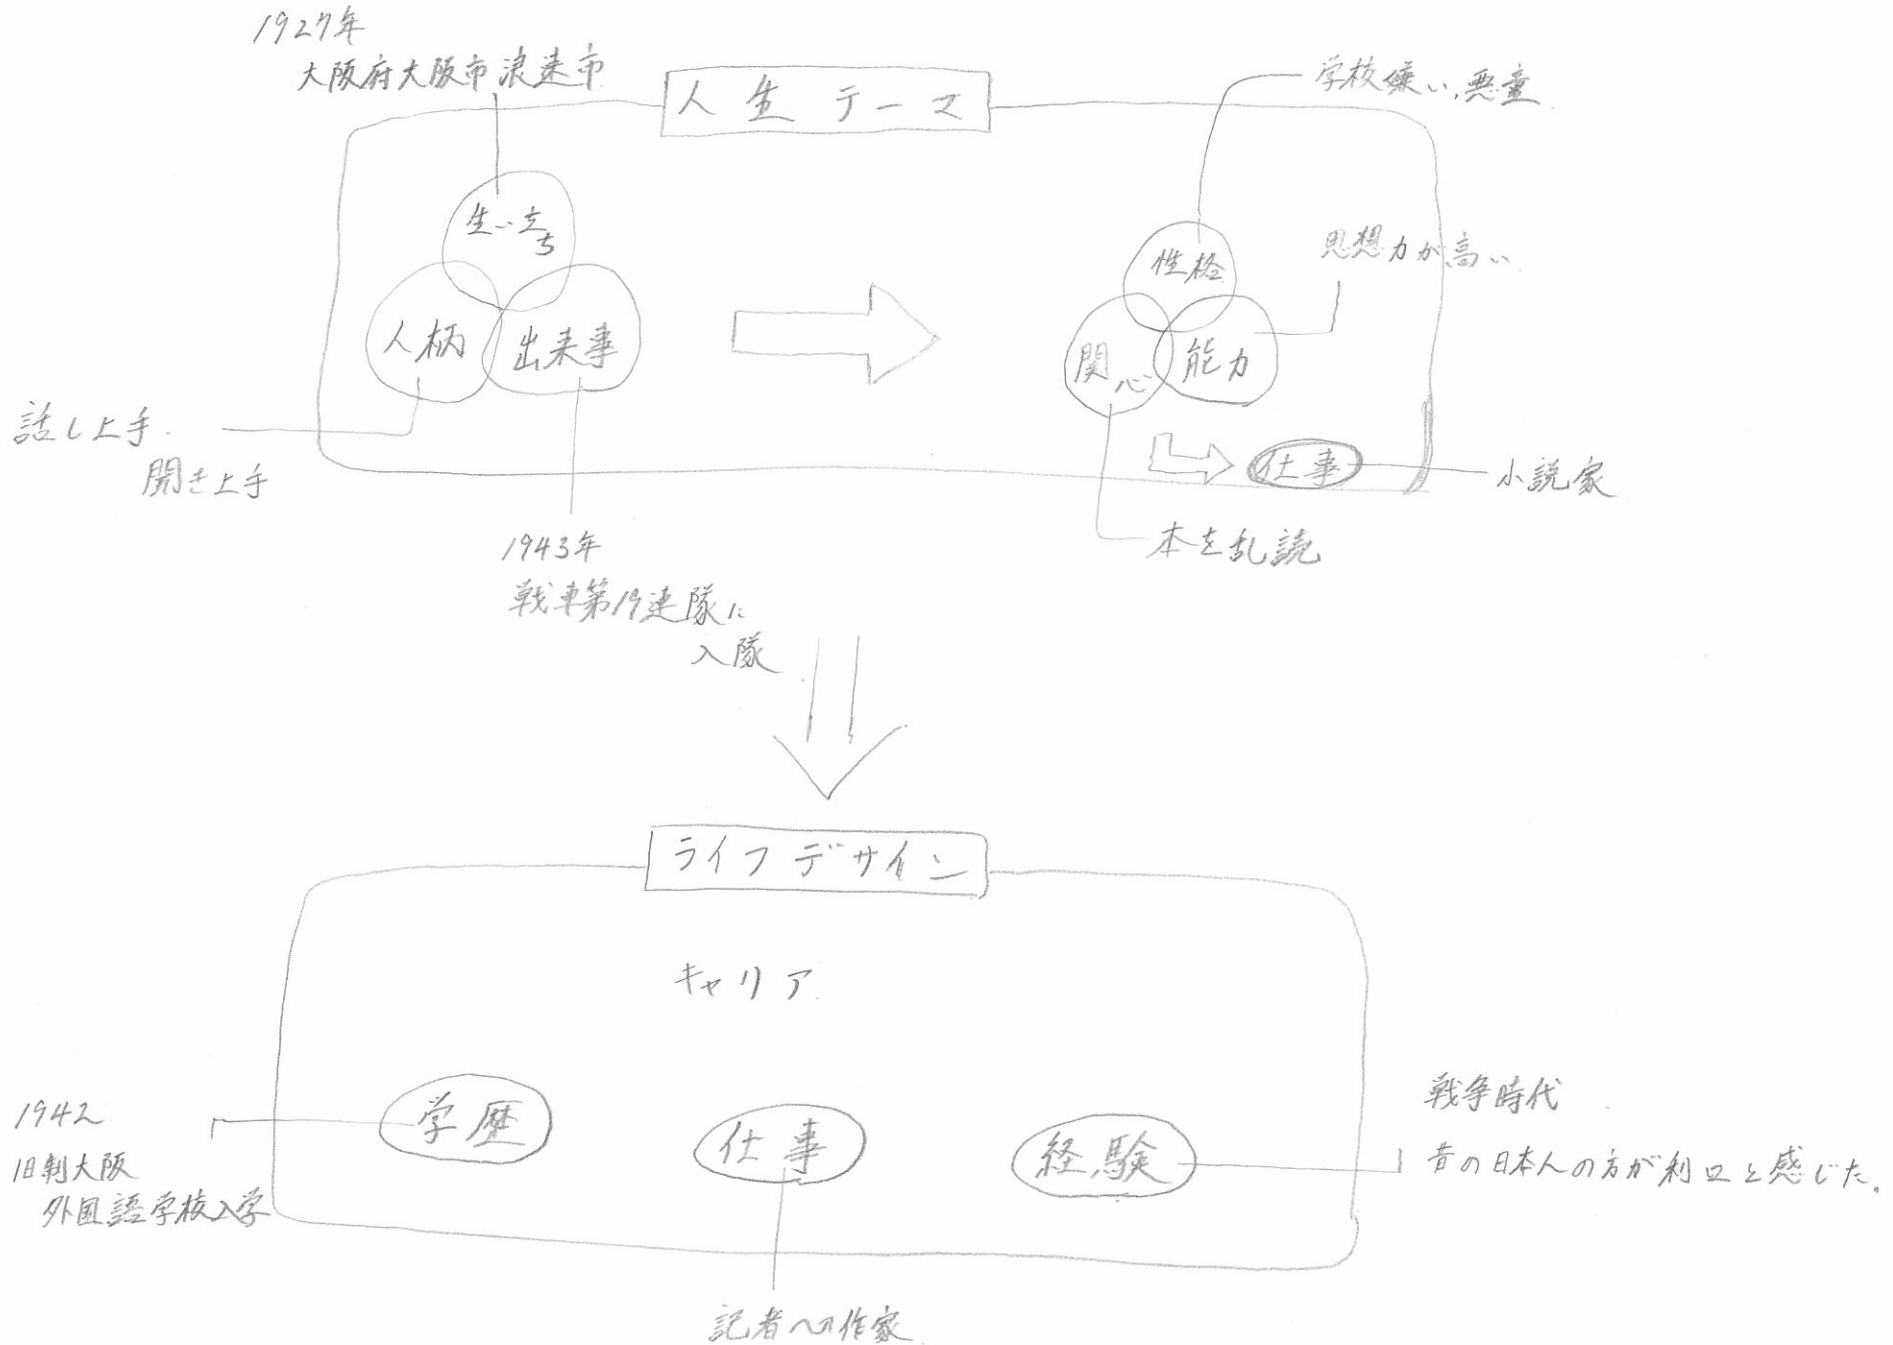 1927年
大阪府大阪市浪速市
人生テーマ
学校嫌い,悪童
生い立ち
人柄
出来事
性格
関心
能力
思想力が高い
話し上手.
聞き上手
仕事
小説家
本を乱読
1943年
戦車第19連隊に
入隊
ライフデザイン
キャリア
学歴
仕事
経験
1942
旧制大阪
外国語学校入学
戦争時代
昔の日本人の方が利口と感じた。
記者への作家